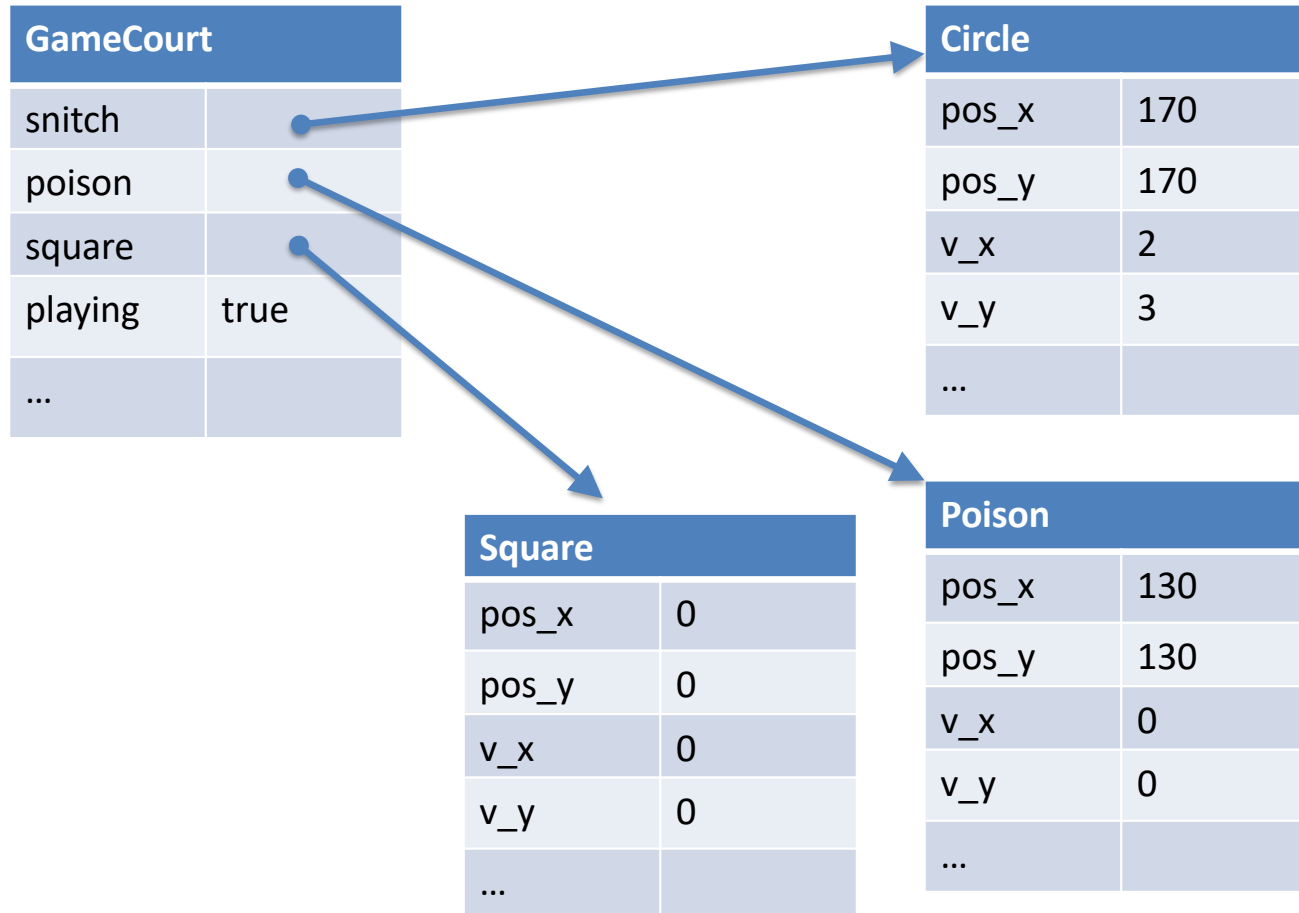 GameCourt
snitch
poison
square
playing true
...
Circle
pos_x 170
pos_y 170
v_x 2
v_y 3
...
Square
pos_x 0
pos_y 0
v_x 0
v_y 0
...
Poison
pos_x 130
pos_y 130
v_x 0
v_y 0
...